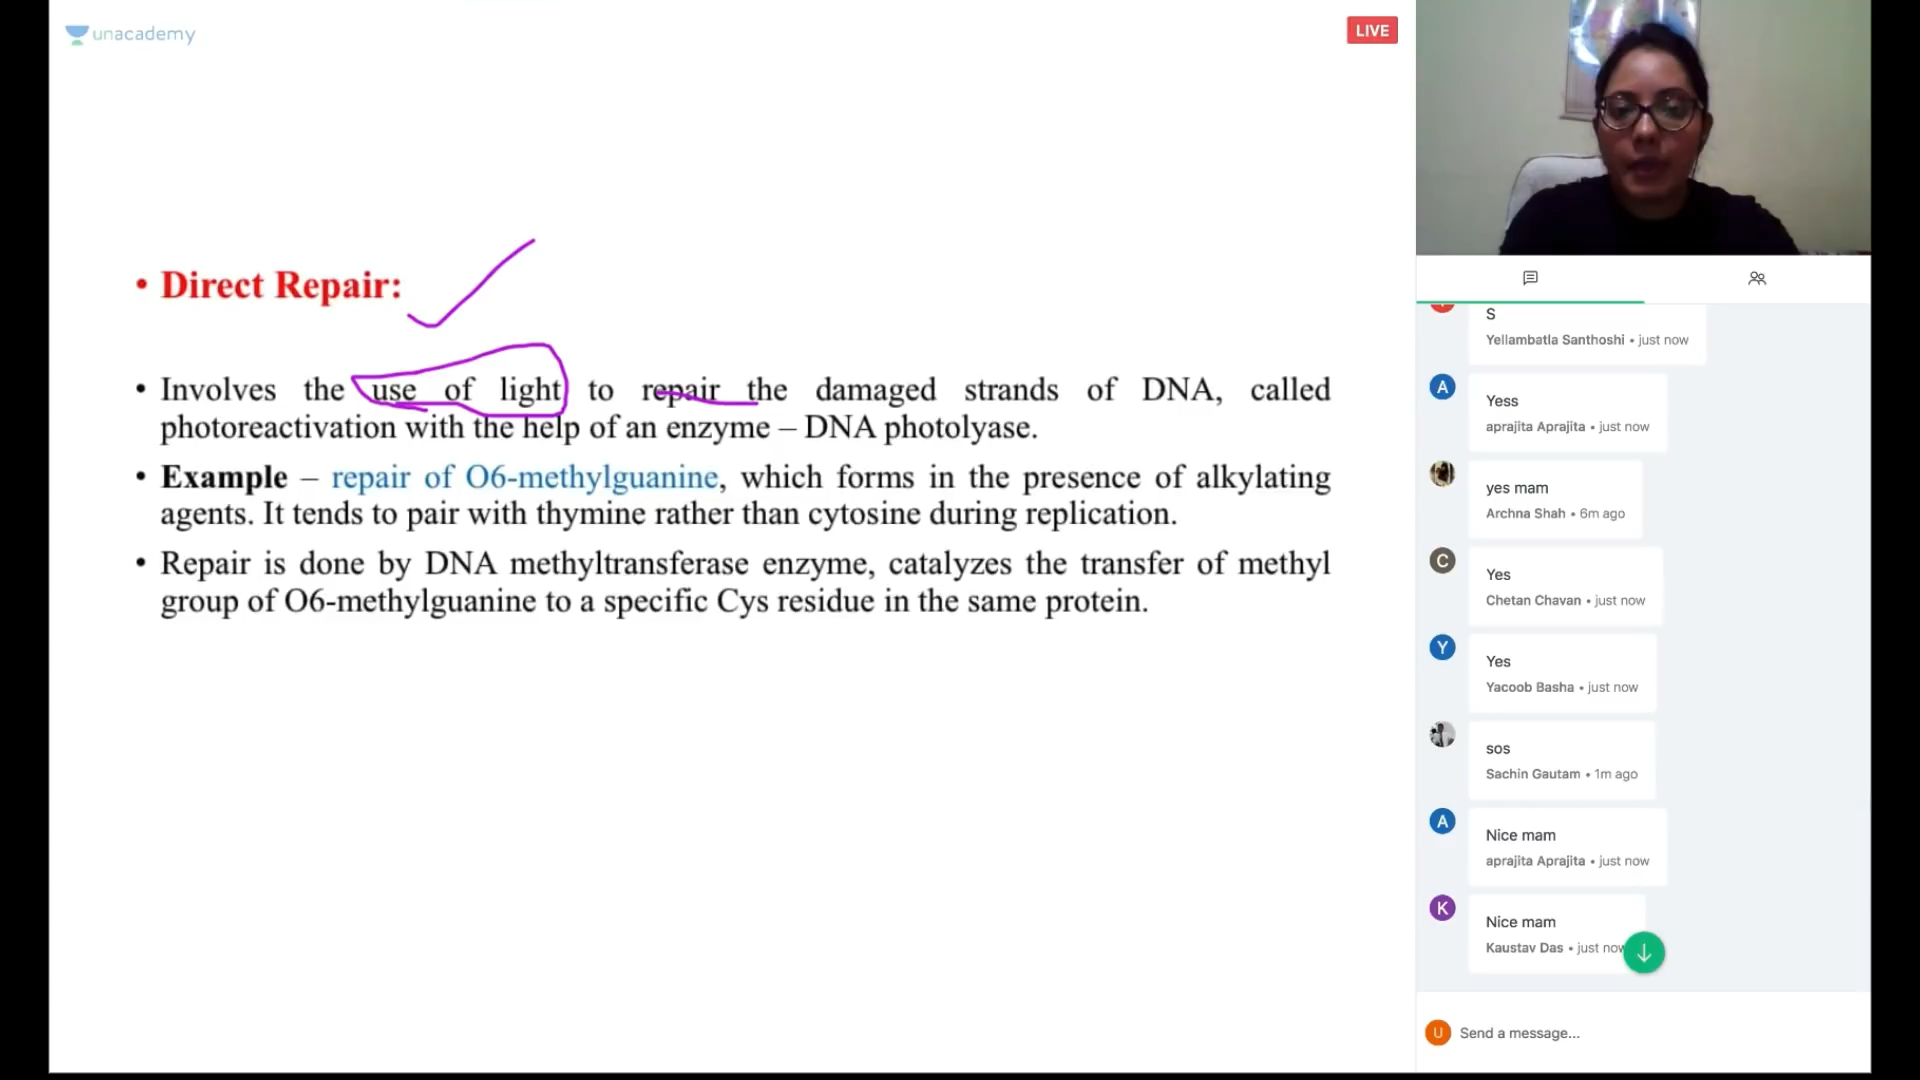 unacademy
LIVE
• Direct Repair:
• Involves the use of light to repair the damaged strands of DNA, called
photoreactivation with the help of an enzyme – DNA photolyase.
• Example – repair of O6-methylguanine, which forms in the presence of alkylating
agents. It tends to pair with thymine rather than cytosine during replication.
• Repair is done by DNA methyltransferase enzyme, catalyzes the transfer of methyl
group of O6-methylguanine to a specific Cys residue in the same protein.
S
Yellambatla Santhoshi • just now
A
Yess
aprajita Aprajita • just now
yes mam
Archna Shah • 6m ago
C
Yes
Chetan Chavan • just now
Y
Yes
Yacoob Basha • just now
sos
Sachin Gautam • 1m ago
A
Nice mam
aprajita Aprajita • just now
K
Nice mam
Kaustav Das • just now
U
Send a message...